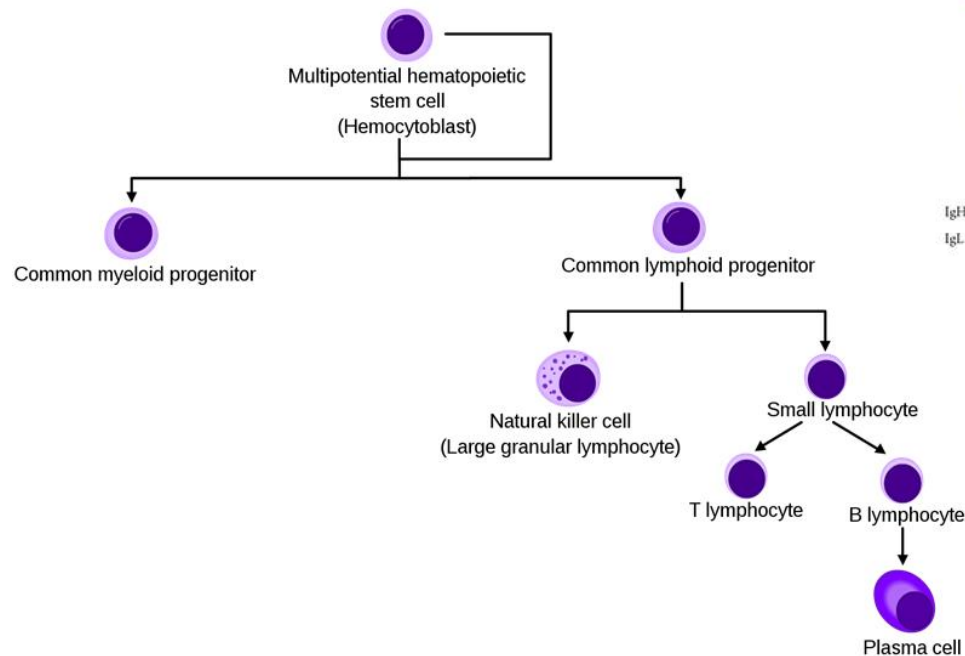 Multipotential hematopoietic
stem cell
(Hemocytoblast)
Common myeloid progenitor
Common lymphoid progenitor
IgH
IgL
Natural killer cell
(Large granular lymphocyte)
Small lymphocyte
T lymphocyte
B lymphocyte
Plasma cell